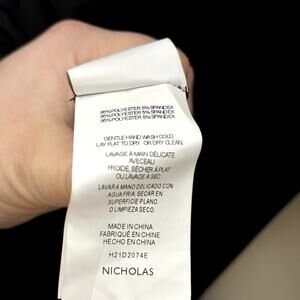 95%POLYESTER 5%SPANDEX
95%POLYESTER 5%SPANDEX
95%POLYESTER 5%SPANDEX
GENTLE HAND WASH COLD,
LAY FLAT TO DRY OR DRY CLEAN.
LAVAGE À MAIN DÉLICATE
AVECEAU
FROIDE, SÉCHER À PLAT
OU LAVAGE À SEC.
LAVAR A MANO DELICADO CON
AGUA FRIA, SECAR EN
SUPERFICIE PLANO
O LIMPIEZA SECO.
MADE IN CHINA
FABRIQUÉ EN CHINE
HECHO EN CHINA
H21D2074E
NICHOLAS